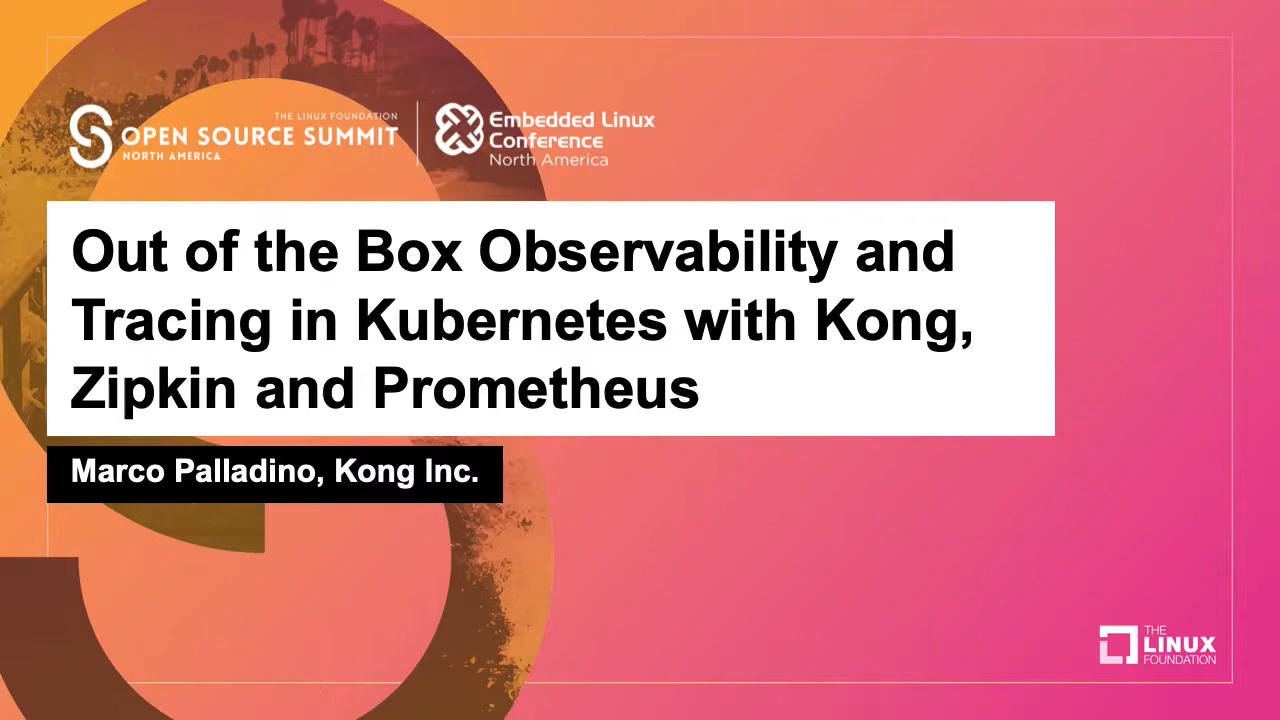 THE LINUX FOUNDATION
OPEN SOURCE SUMMIT
NORTH AMERICA
Embedded Linux
Conference
North America
Out of the Box Observability and
Tracing in Kubernetes with Kong,
Zipkin and Prometheus
Marco Palladino, Kong Inc.
THE
LINUX
FOUNDATION